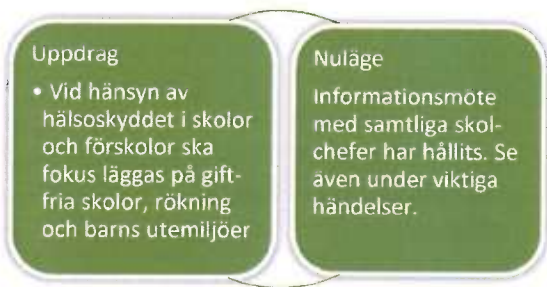 Uppdrag
• Vid hänsyn av
hälsoskyddet i skolor
och förskolor ska
fokus läggas på gift-
fria skolor, rökning
och barns utemiljöer
Nuläge
Informationsmöte
med samtliga skol-
chefer har hållits. Se
även under viktiga
händelser.